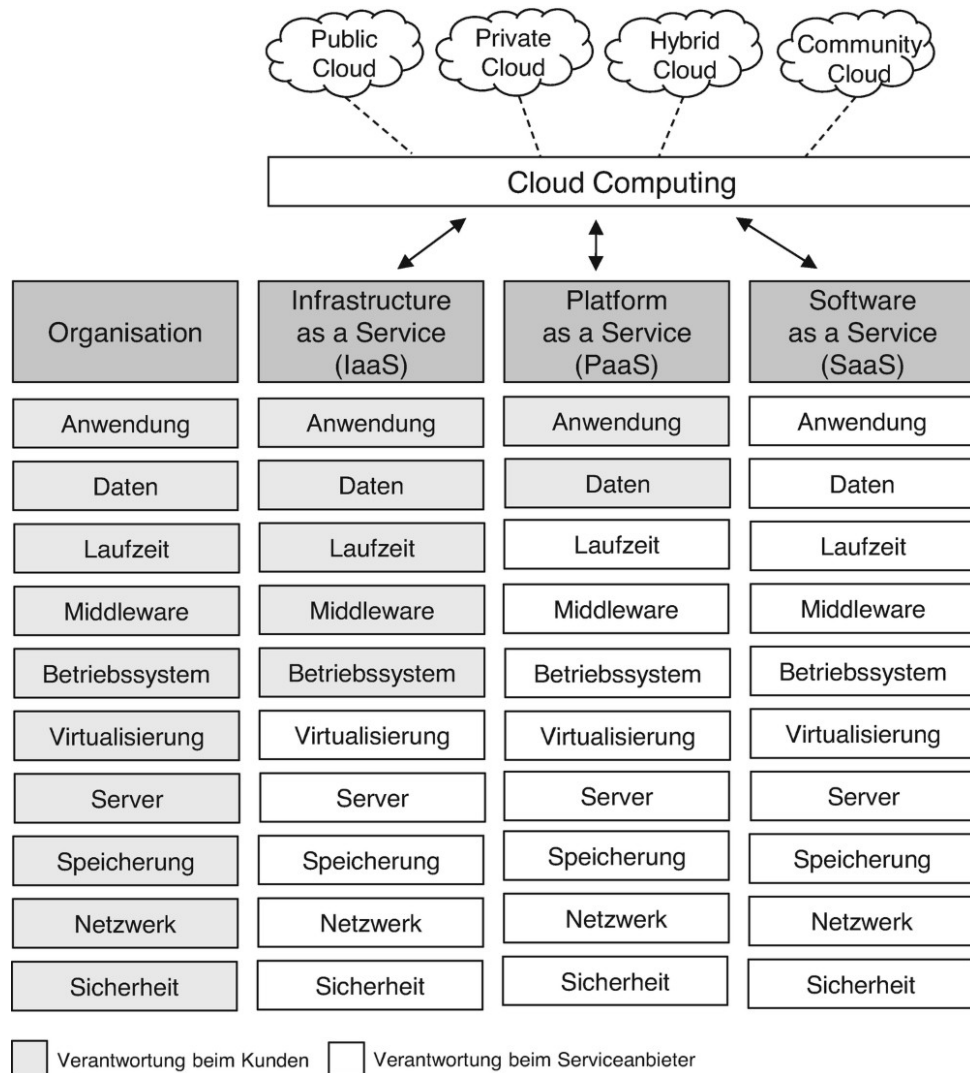 Public
Cloud
Private
Cloud
Hybrid
Cloud
Community
Cloud
Cloud Computing
Organisation
Infrastructure
as a Service
(IaaS)
Platform
as a Service
(PaaS)
Software
as a Service
(SaaS)
Anwendung
Anwendung
Anwendung
Anwendung
Daten
Daten
Daten
Daten
Laufzeit
Laufzeit
Laufzeit
Laufzeit
Middleware
Middleware
Middleware
Middleware
Betriebssystem
Betriebssystem
Betriebssystem
Betriebssystem
Virtualisierung
Virtualisierung
Virtualisierung
Virtualisierung
Server
Server
Server
Server
Speicherung
Speicherung
Speicherung
Speicherung
Netzwerk
Netzwerk
Netzwerk
Netzwerk
Sicherheit
Sicherheit
Sicherheit
Sicherheit
Verantwortung beim Kunden
Verantwortung beim Serviceanbieter